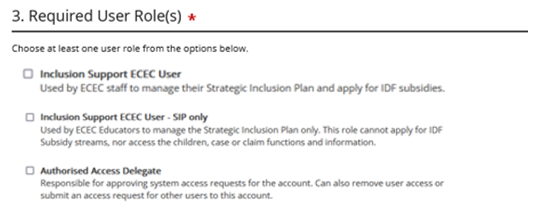 3. Required User Role(s) *
Choose at least one user role from the options below.
Inclusion Support ECEC User
Used by ECEC staff to manage their Strategic Inclusion Plan and apply for IDF subsidies.
Inclusion Support ECEC User - SIP only
Used by ECEC Educators to manage the Strategic Inclusion Plan only. This role cannot apply for IDF
Subsidy streams, nor access the children, case or claim functions and information.
Authorised Access Delegate
Responsible for approving system access requests for the account. Can also remove user access or
submit an access request for other users to this account.